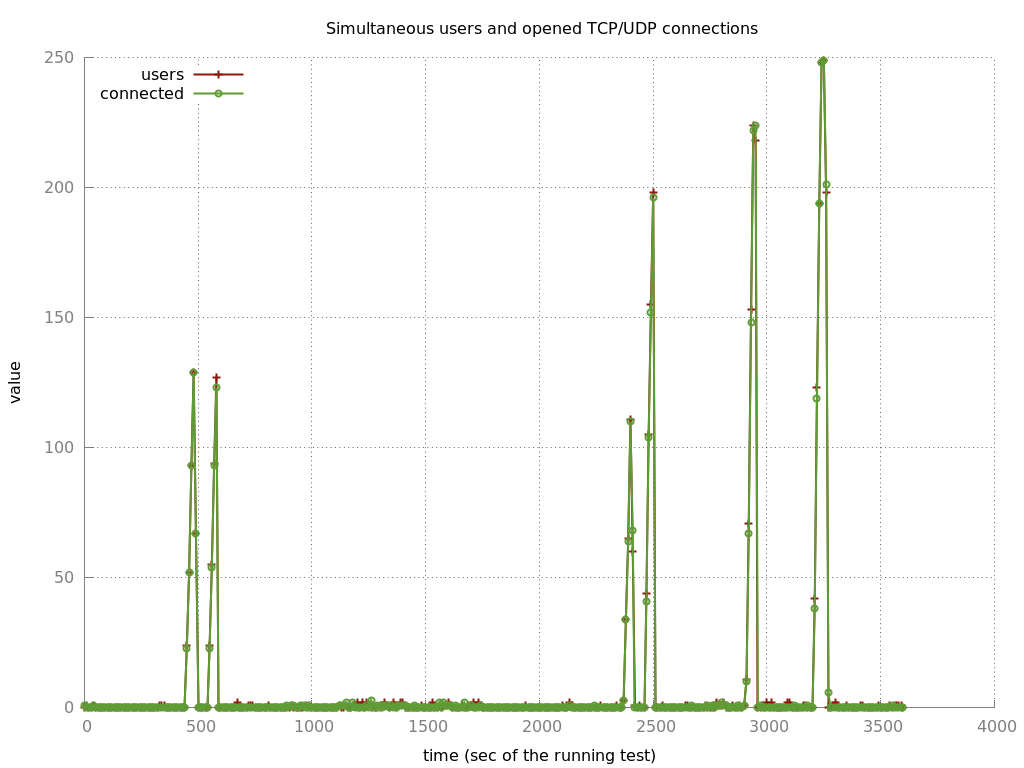 Simultaneous users and opened TCP/UDP connections
250
users
connected
200
150
value
100
50
0
0 500 1000 1500 2000 2500 3000 3500 4000
time (sec of the running test)